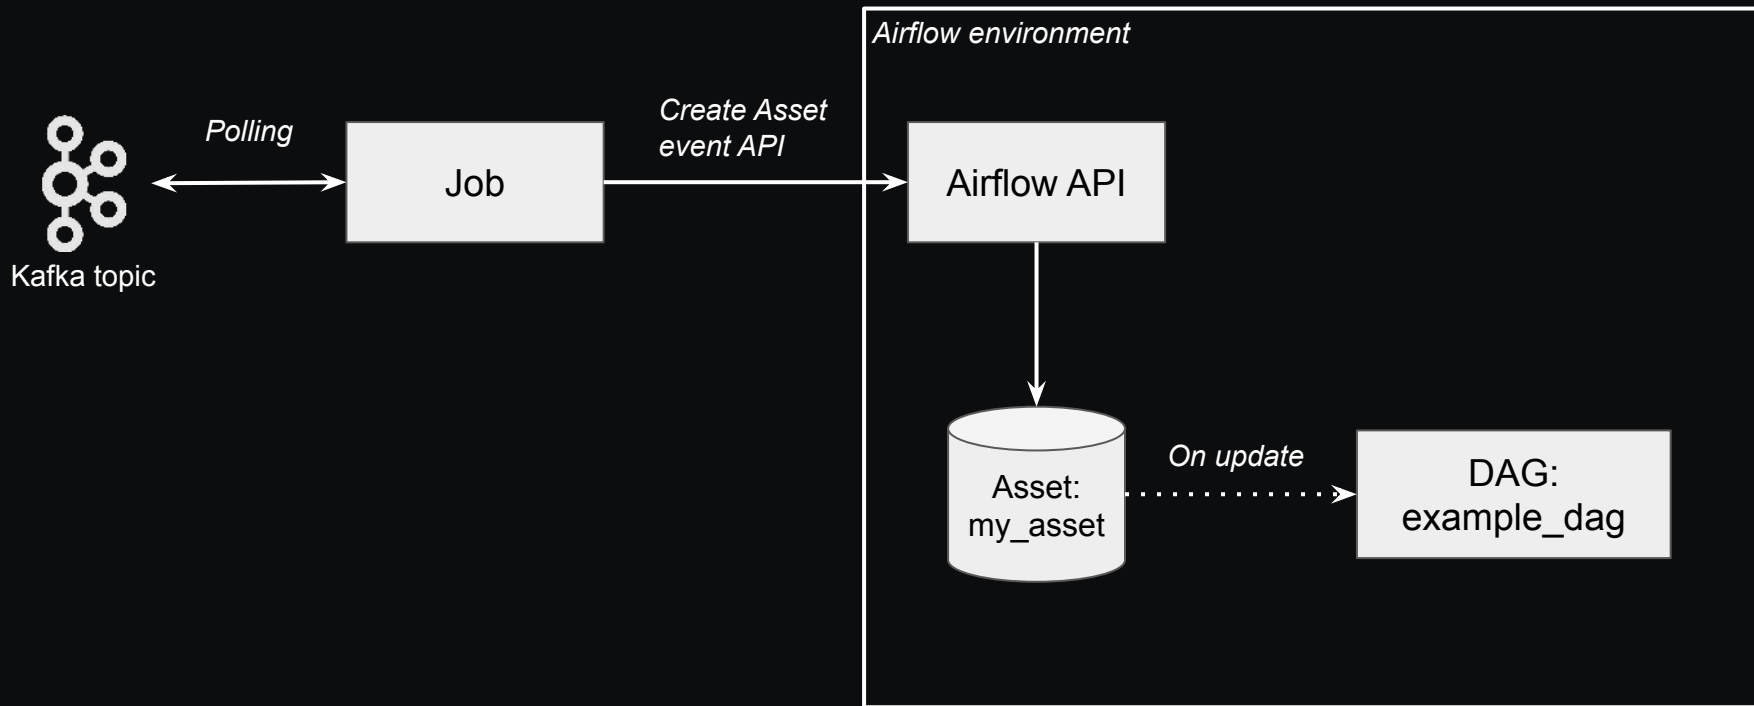 Airflow environment
Polling
Create Asset
event API
Job
Airflow API
Kafka topic
On update
Asset:
my_asset
DAG:
example_dag